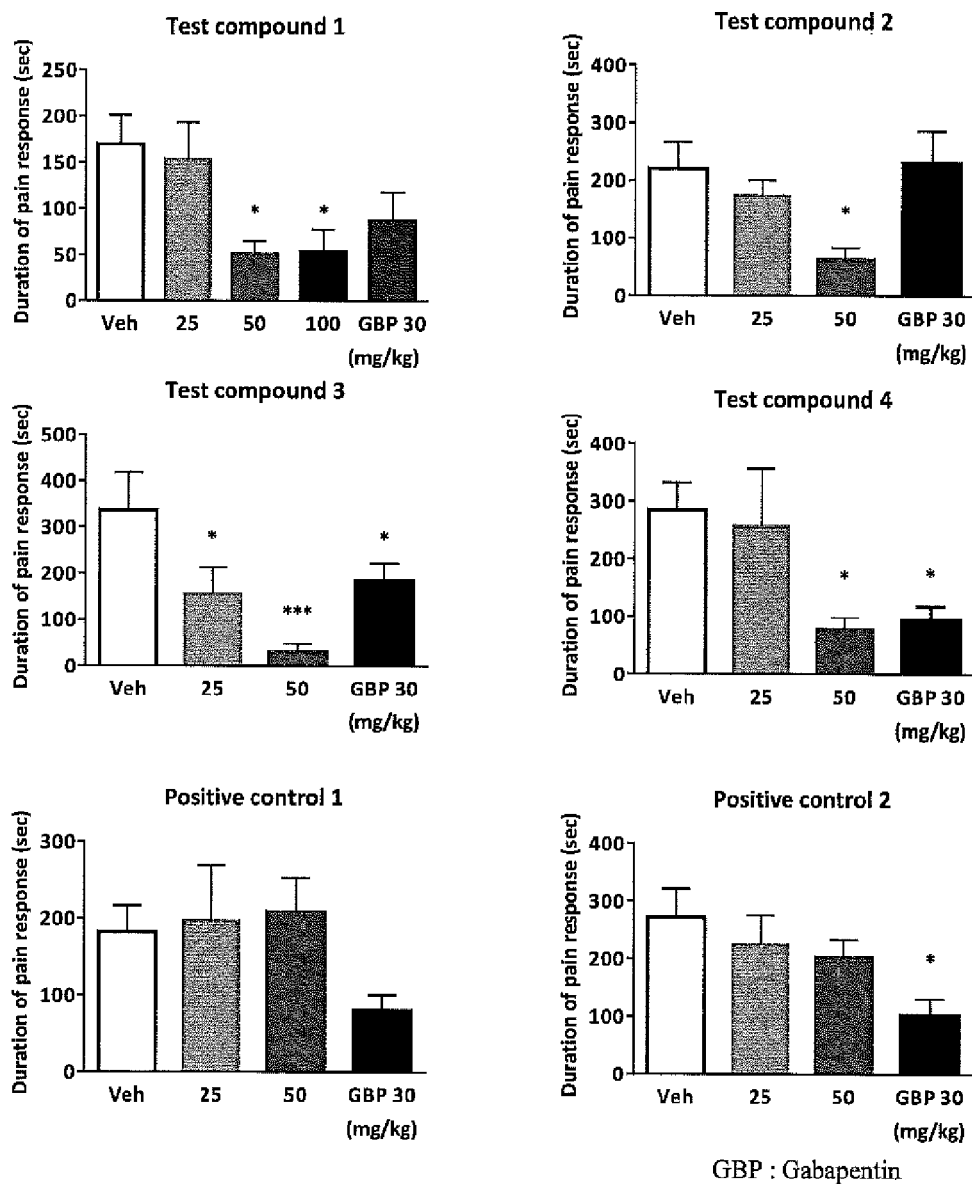 Test compound 1
Duration of pain response (sec)
250
200
150
100
50
0
*
*
Veh 25 50 100 GBP 30
(mg/kg)
Test compound 2
Duration of pain response (sec)
400
300
200
100
0
*
Veh 25 50 GBP 30
(mg/kg)
Test compound 3
Duration of pain response (sec)
500
400
300
200
100
0
*
***
*
Veh 25 50 GBP 30
(mg/kg)
Test compound 4
Duration of pain response (sec)
400
300
200
100
0
*
*
Veh 25 50 GBP 30
(mg/kg)
Positive control 1
Duration of pain response (sec)
300
200
100
0
Veh 25 50 GBP 30
(mg/kg)
Positive control 2
Duration of pain response (sec)
400
300
200
100
0
*
Veh 25 50 GBP 30
(mg/kg)
GBP : Gabapentin